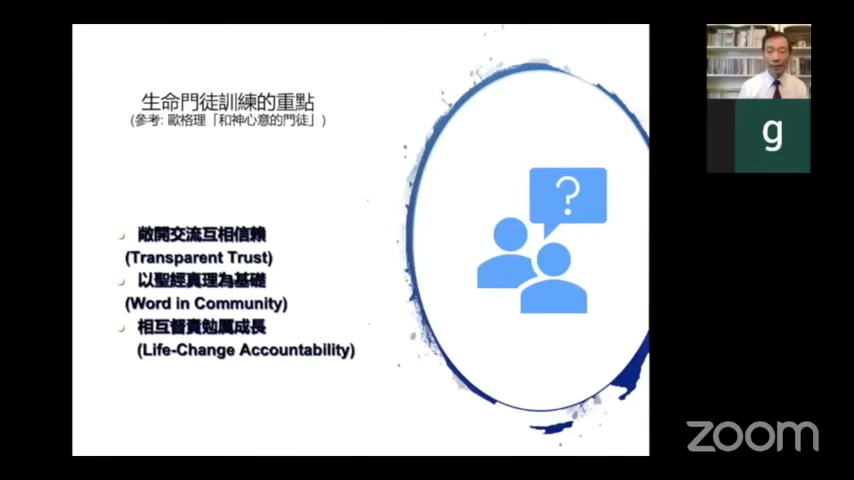 生命門徒訓練的重點
(參考: 歐格理「和神心意的門徒」)
敞開交流互相信賴
(Transparent Trust)
以聖經真理為基礎
(Word in Community)
相互督責勉厲成長
(Life-Change Accountability)
?
g
zoom